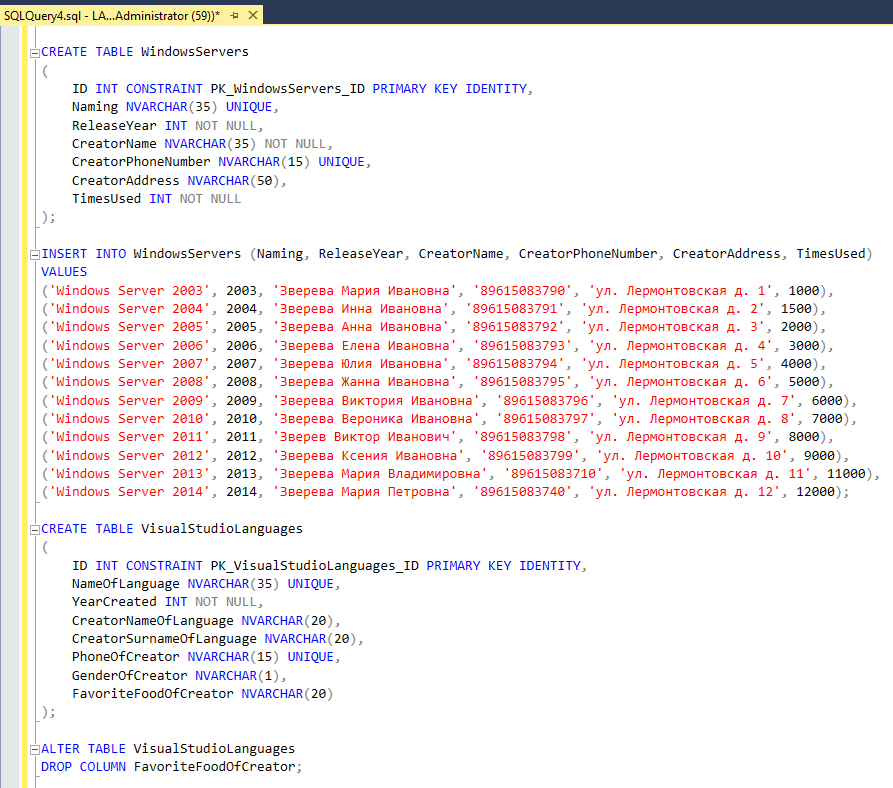 SQLQuery4.sql - LA...Administrator (59))*
CREATE TABLE WindowsServers
(
ID INT CONSTRAINT PK_WindowsServers_ID PRIMARY KEY IDENTITY,
Naming NVARCHAR(35) UNIQUE,
ReleaseYear INT NOT NULL,
CreatorName NVARCHAR(35) NOT NULL,
CreatorPhoneNumber NVARCHAR(15) UNIQUE,
CreatorAddress NVARCHAR(50),
TimesUsed INT NOT NULL
);
INSERT INTO WindowsServers (Naming, ReleaseYear, CreatorName, CreatorPhoneNumber, CreatorAddress, TimesUsed)
VALUES
('Windows Server 2003', 2003, 'Зверева Мария Ивановна', '89615083790', 'ул. Лермонтовская д. 1', 1000),
('Windows Server 2004', 2004, 'Зверева Инна Ивановна', '89615083791', 'ул. Лермонтовская д. 2', 1500),
('Windows Server 2005', 2005, 'Зверева Анна Ивановна', '89615083792', 'ул. Лермонтовская д. 3', 2000),
('Windows Server 2006', 2006, 'Зверева Елена Ивановна', '89615083793', 'ул. Лермонтовская д. 4', 3000),
('Windows Server 2007', 2007, 'Зверева Юлия Ивановна', '89615083794', 'ул. Лермонтовская д. 5', 4000),
('Windows Server 2008', 2008, 'Зверева Жанна Ивановна', '89615083795', 'ул. Лермонтовская д. 6', 5000),
('Windows Server 2009', 2009, 'Зверева Виктория Ивановна', '89615083796', 'ул. Лермонтовская д. 7', 6000),
('Windows Server 2010', 2010, 'Зверева Вероника Ивановна', '89615083797', 'ул. Лермонтовская д. 8', 7000),
('Windows Server 2011', 2011, 'Зверев Виктор Иванович', '89615083798', 'ул. Лермонтовская д. 9', 8000),
('Windows Server 2012', 2012, 'Зверева Ксения Ивановна', '89615083799', 'ул. Лермонтовская д. 10', 9000),
('Windows Server 2013', 2013, 'Зверева Мария Владимировна', '89615083710', 'ул. Лермонтовская д. 11', 11000),
('Windows Server 2014', 2014, 'Зверева Мария Петровна', '89615083740', 'ул. Лермонтовская д. 12', 12000);
CREATE TABLE VisualStudioLanguages
(
ID INT CONSTRAINT PK_VisualStudioLanguages_ID PRIMARY KEY IDENTITY,
NameOfLanguage NVARCHAR(35) UNIQUE,
YearCreated INT NOT NULL,
CreatorNameOfLanguage NVARCHAR(20),
CreatorSurnameOfLanguage NVARCHAR(20),
PhoneOfCreator NVARCHAR(15) UNIQUE,
GenderOfCreator NVARCHAR(1),
FavoriteFoodOfCreator NVARCHAR(20)
);
ALTER TABLE VisualStudioLanguages
DROP COLUMN FavoriteFoodOfCreator;